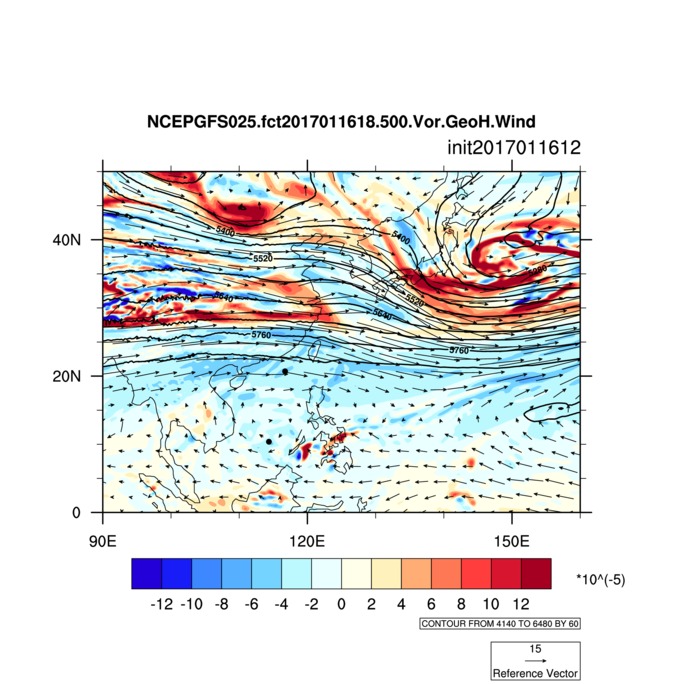 NCEPGFS025.fct2017011618.500.Vor.GeoH.Wind
init2017011612
40N
20N
0
90E 120E 150E
5400
5400
5520
5520
5640
5640
5760
5760
-12 -10 -8 -6 -4 -2 0 2 4 6 8 10 12
*10^(-5)
CONTOUR FROM 4140 TO 6480 BY 60
15
Reference Vector